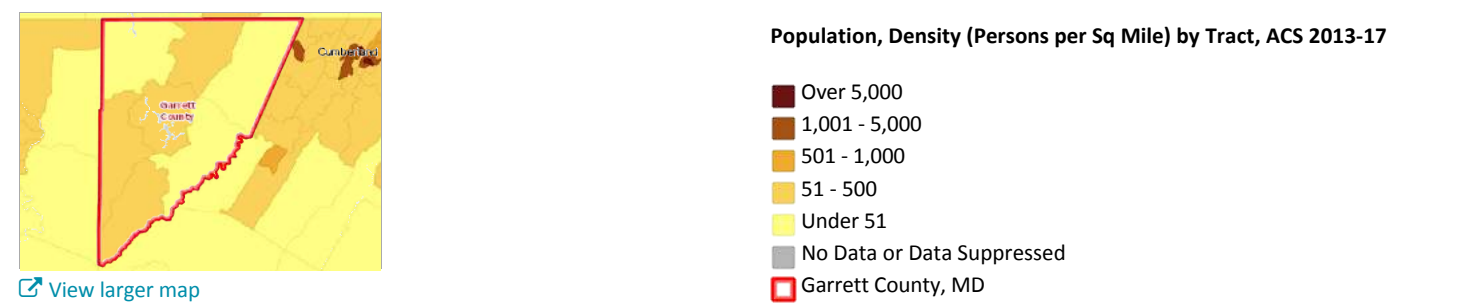 Population, Density (Persons per Sq Mile) by Tract, ACS 2013-17
Cumberland
Over 5,000
1,001 - 5,000
Garrett
County
501 - 1,000
51 - 500
Under 51
No Data or Data Suppressed
View larger map
Garrett County, MD